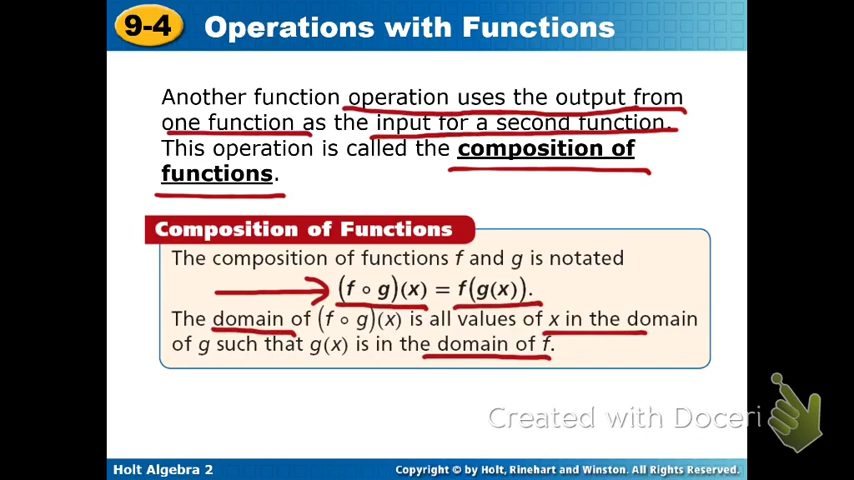 9-4 Operations with Functions
Another function operation uses the output from
one function as the input for a second function.
This operation is called the composition of
functions.
Composition of Functions
The composition of functions f and g is notated
(f ∘ g)(x) = f(g(x)).
The domain of (f ∘ g)(x) is all values of x in the domain
of g such that g(x) is in the domain of f.
Created with Doceri
Holt Algebra 2 Copyright © by Holt, Rinehart and Winston. All Rights Reserved.